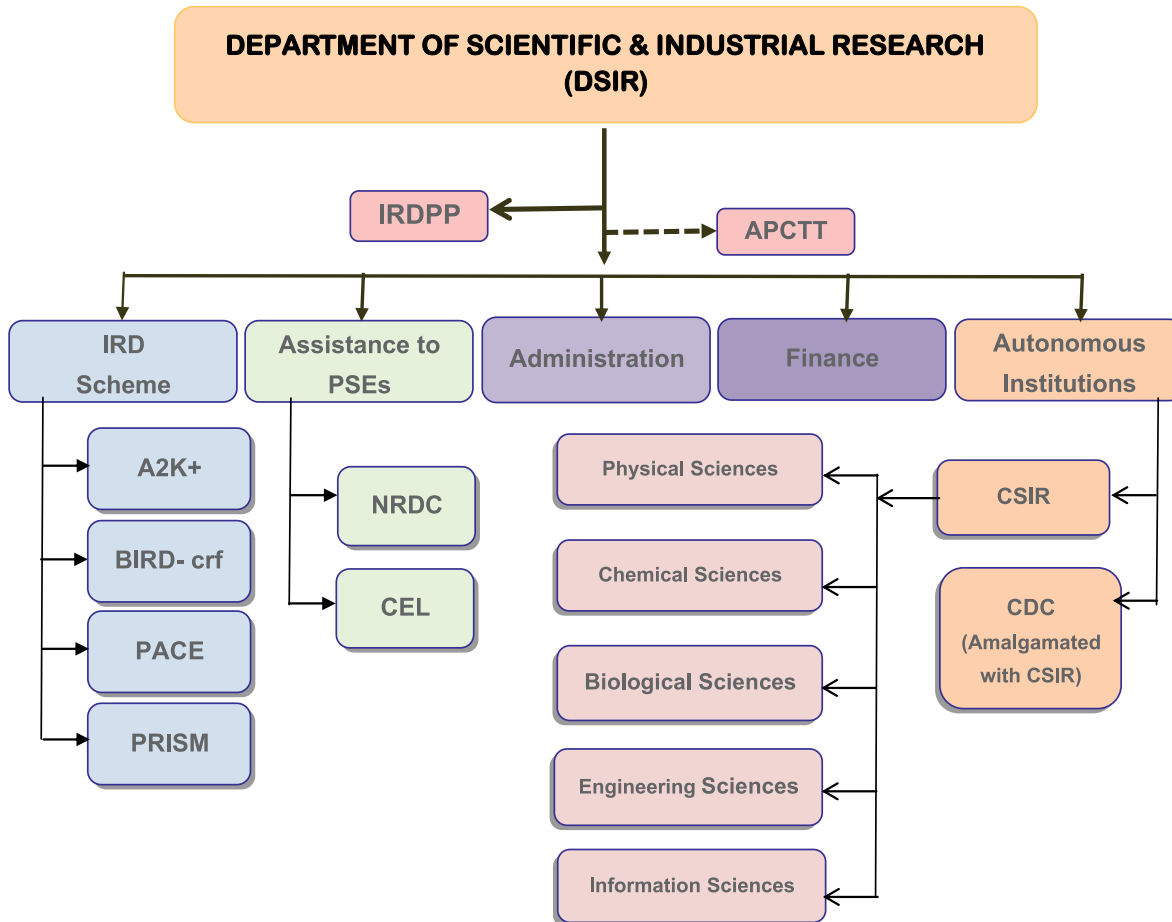 DEPARTMENT OF SCIENTIFIC & INDUSTRIAL RESEARCH
(DSIR)
IRDPP
APCTT
IRD
Scheme
Assistance to
PSEs
Administration
Finance
Autonomous
Institutions
A2K+
BIRD- crf
PACE
PRISM
NRDC
CEL
Physical Sciences
Chemical Sciences
Biological Sciences
Engineering Sciences
Information Sciences
CSIR
CDC
(Amalgamated
with CSIR)